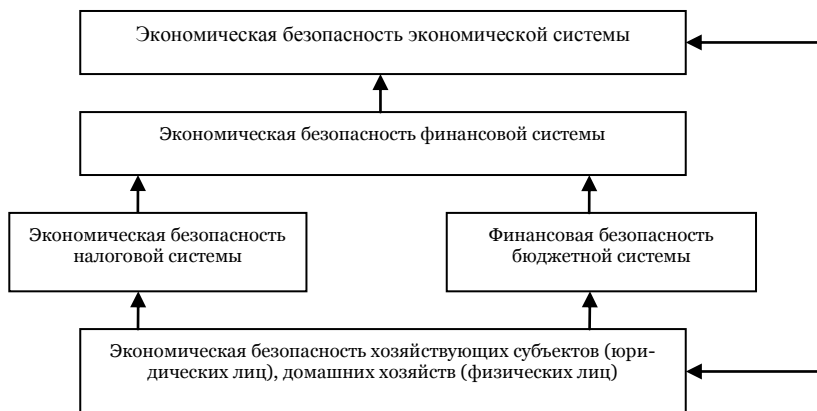 Экономическая безопасность экономической системы
Экономическая безопасность финансовой системы
Экономическая безопасность
налоговой системы
Финансовая безопасность
бюджетной системы
Экономическая безопасность хозяйствующих субъектов (юри-
дических лиц), домашних хозяйств (физических лиц)